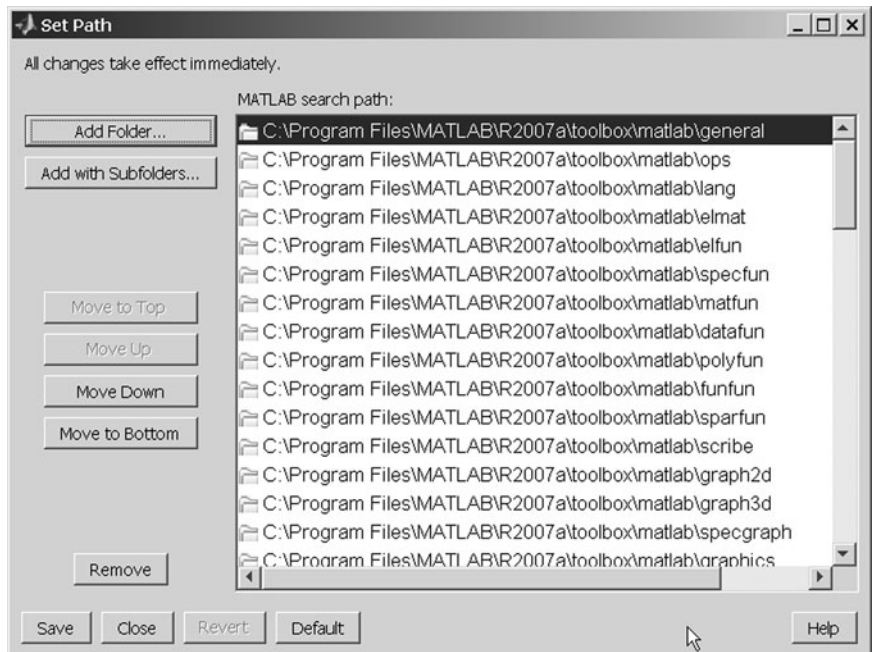 Set Path
All changes take effect immediately.
MATLAB search path:
Add Folder...
Add with Subfolders...
Move to Top
Move Up
Move Down
Move to Bottom
Remove
C:\Program Files\MATLAB\R2007a\toolbox\matlab\general
C:\Program Files\MATLAB\R2007a\toolbox\matlab\ops
C:\Program Files\MATLAB\R2007a\toolbox\matlab\lang
C:\Program Files\MATLAB\R2007a\toolbox\matlab\elmat
C:\Program Files\MATLAB\R2007a\toolbox\matlab\elfun
C:\Program Files\MATLAB\R2007a\toolbox\matlab\specfun
C:\Program Files\MATLAB\R2007a\toolbox\matlab\matfun
C:\Program Files\MATLAB\R2007a\toolbox\matlab\datafun
C:\Program Files\MATLAB\R2007a\toolbox\matlab\polyfun
C:\Program Files\MATLAB\R2007a\toolbox\matlab\funfun
C:\Program Files\MATLAB\R2007a\toolbox\matlab\sparfun
C:\Program Files\MATLAB\R2007a\toolbox\matlab\scribe
C:\Program Files\MATLAB\R2007a\toolbox\matlab\graph2d
C:\Program Files\MATLAB\R2007a\toolbox\matlab\graph3d
C:\Program Files\MATLAB\R2007a\toolbox\matlab\specgraph
C:\Program Files\MATLAB\R2007a\toolbox\matlab\graphics
Save
Close
Revert
Default
Help